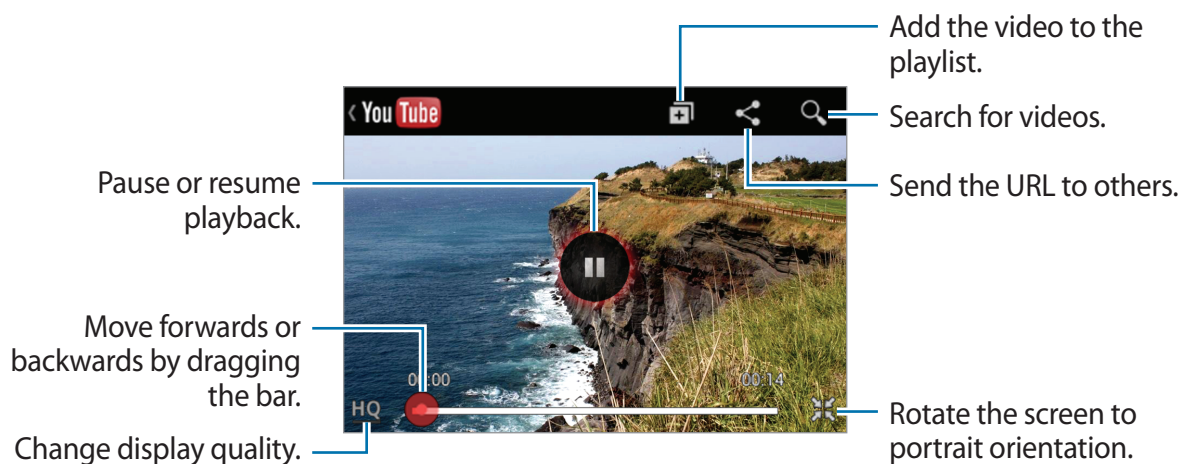 Add the video to the
playlist.
You Tube
Search for videos.
Send the URL to others.
Pause or resume
playback.
Move forwards or
backwards by dragging
the bar.
00:00
00:14
HQ
Change display quality.
Rotate the screen to
portrait orientation.